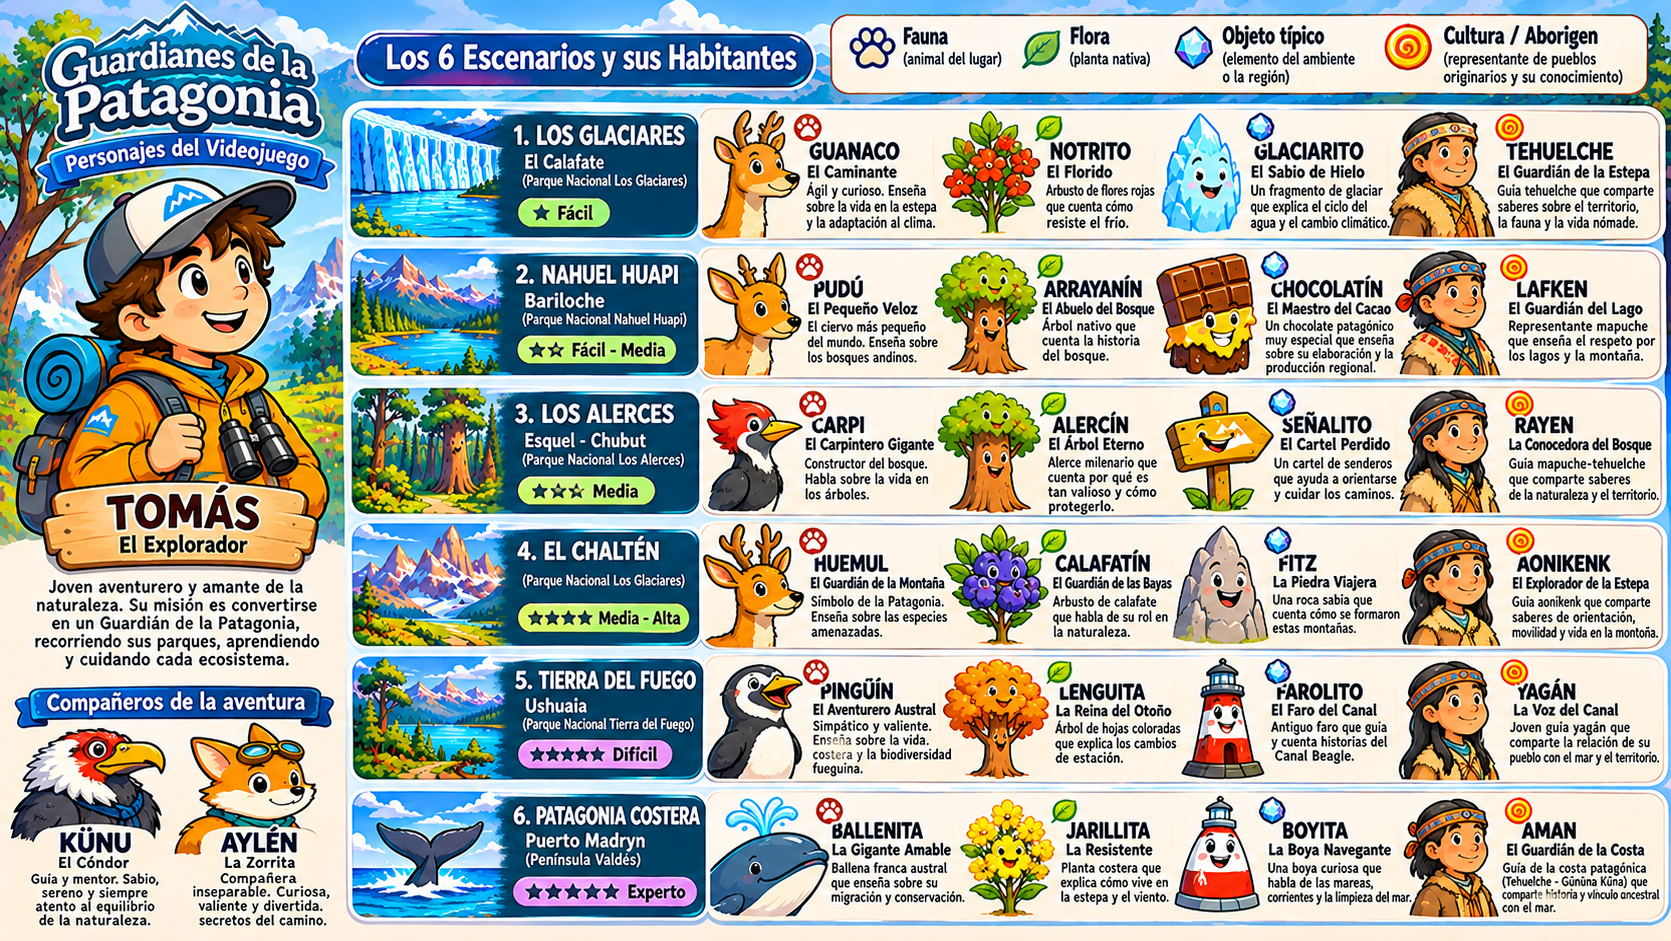 Guardianes de la
Patagonia
Personajes del Videojuego
TOMÁS
El Explorador
Joven aventurero y amante de la
naturaleza. Su misión es convertirse
en un Guardián de la Patagonia,
recorriendo sus parques, aprendiendo
y cuidando cada ecosistema.
Compañeros de la aventura
KÜNU
El Cóndor
Guía y mentor. Sabio,
sereno y siempre
atento al equilibrio
de la naturaleza.
AYLÉN
La Zorrita
Compañera
inseparable. Curiosa,
valiente y divertida.
secretos del camino.
Los 6 Escenarios y sus Habitantes
Fauna
(animal del lugar)
Flora
(planta nativa)
Objeto típico
(elemento del ambiente
o la región)
Cultura / Aborigen
(representante de pueblos
originarios y su conocimiento)
1. LOS GLACIARES
El Calafate
(Parque Nacional Los Glaciares)
Fácil
GUANACO
El Caminante
Ágil y curioso. Enseña
sobre la vida en la estepa
y la adaptación al clima.
NOTRITO
El Florido
Arbusto de flores rojas
que cuenta cómo
resiste el frío.
GLACIARITO
El Sabio de Hielo
Un fragmento de glaciar
que explica el ciclo del
agua y el cambio climático.
TEHUELCHE
El Guardián de la Estepa
Guía tehuelche que comparte
saberes sobre el territorio,
la fauna y la vida nómade.
2. NAHUEL HUAPI
Bariloche
(Parque Nacional Nahuel Huapi)
Fácil - Media
PUDÚ
El Pequeño Veloz
El ciervo más pequeño
del mundo. Enseña sobre
los bosques andinos.
ARRAYANÍN
El Abuelo del Bosque
Árbol nativo que
cuenta la historia
del bosque.
CHOCOLATÍN
El Maestro del Cacao
Un chocolate patagónico
muy especial que enseña
sobre su elaboración y la
producción regional.
LAFKEN
El Guardián del Lago
Representante mapuche
que enseña el respeto por
los lagos y la montaña.
3. LOS ALERCES
Esquel - Chubut
(Parque Nacional Los Alerces)
Media
CARPI
El Carpintero Gigante
Constructor del bosque.
Habla sobre la vida en
los árboles.
ALERCÍN
El Árbol Eterno
Alerce milenario que
cuenta por qué es
tan valioso y cómo
protegerlo.
SEÑALITO
El Cartel Perdido
Un cartel de senderos
que ayuda a orientarse
y cuidar los caminos.
RAYEN
La Conocedora del Bosque
Guía mapuche-tehuelche
que comparte saberes
de la naturaleza y el territorio.
4. EL CHALTÉN
(Parque Nacional Los Glaciares)
Media - Alta
HUEMUL
El Guardián de la Montaña
Símbolo de la Patagonia.
Enseña sobre las especies
amenazadas.
CALAFATÍN
El Guardián de las Bayas
Arbusto de calafate
que habla de su rol en
la naturaleza.
FITZ
La Piedra Viajera
Una roca sabia que
cuenta cómo se formaron
estas montañas.
AONIKENK
El Explorador de la Estepa
Guia aonikenk que comparte
saberes de orientación,
movilidad y vida en la montoña.
5. TIERRA DEL FUEGO
Ushuaia
(Parque Nacional Tierra del Fuego)
Difícil
PINGÜÍN
El Aventurero Austral
Simpático y valiente.
Enseña sobre la vida.
costera y la biodiversidad
fueguina.
LENGUITA
La Reina del Otoño
Árbol de hojas coloradas
que explica los cambios
de estación.
FAROLITO
El Faro del Canal
Antiguo faro que guia
y cuenta historias del
Canal Beagle.
YAGÁN
La Voz del Canal
Joven guía yagán que
comparte la relación de su
pueblo con el mar y el territorio.
6. PATAGONIA COSTERA
Puerto Madryn
(Península Valdés)
Experto
BALLENITA
La Gigante Amable
Ballena franca austral
que enseña sobre su
migración y conservación.
JARILLITA
La Resistente
Planta costera que
explica cómo vive en
la estepa y el viento.
BOYITA
La Boya Navegante
Una boya curiosa que
habla de las mareas,
corrientes y la limpieza del mar.
AMAN
El Guardián de la Costa
Guía de la costa patagónica
(Tehuelche - Gününa Küna) que
comparte historia y vínculo ancestral
con el mar.